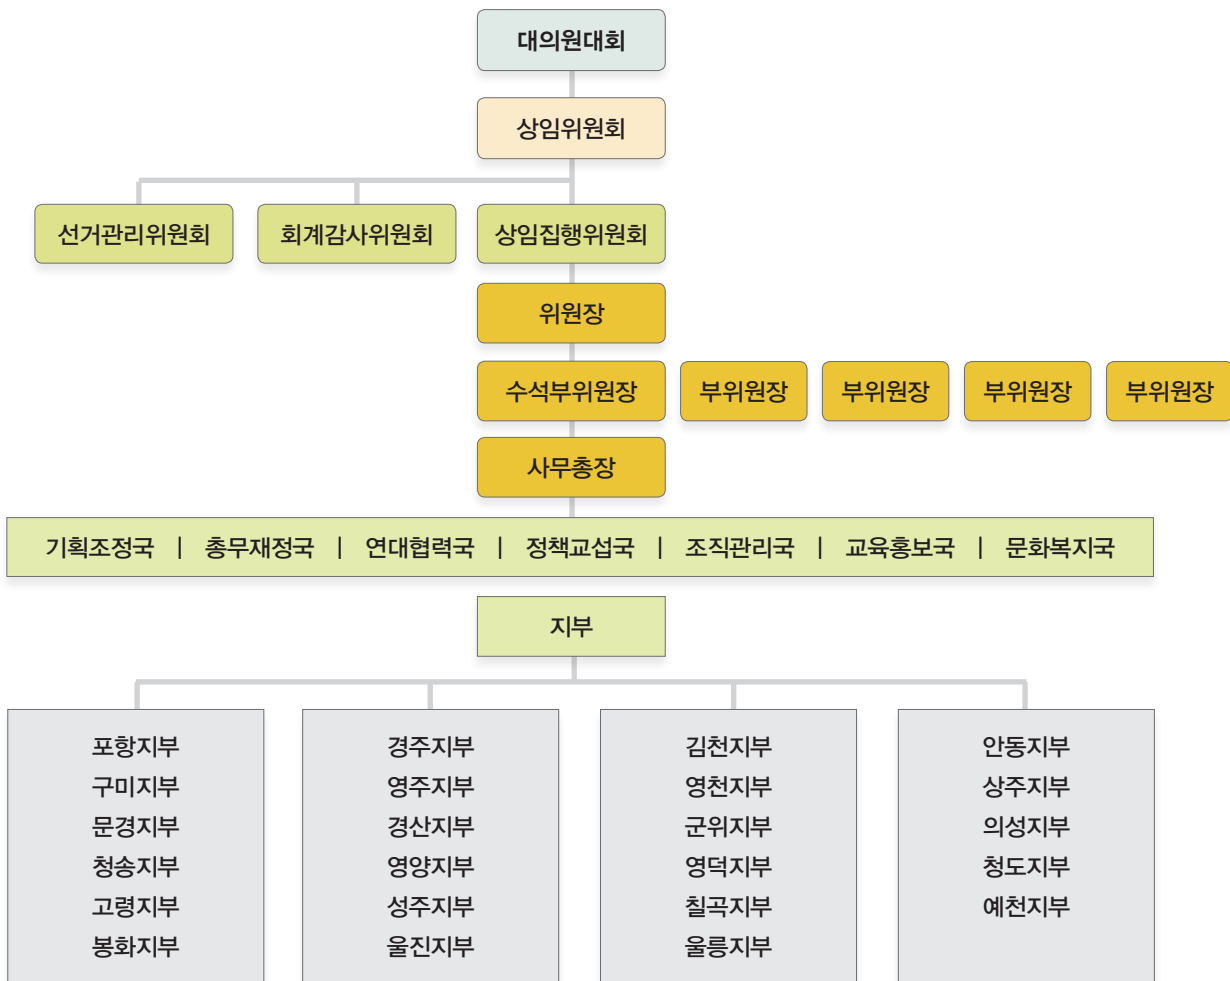 대의원대회
상임위원회
선거관리위원회 회계감사위원회 상임집행위원회
위원장
수석부위원장 부위원장 부위원장 부위원장 부위원장
사무총장
기획조정국 | 총무재정국 | 연대협력국 | 정책교섭국 | 조직관리국 | 교육홍보국 | 문화복지국
지부
포항지부 경주지부 김천지부 안동지부
구미지부 영주지부 영천지부 상주지부
문경지부 경산지부 군위지부 의성지부
청송지부 영양지부 영덕지부 청도지부
고령지부 성주지부 칠곡지부 예천지부
봉화지부 울진지부 울릉지부